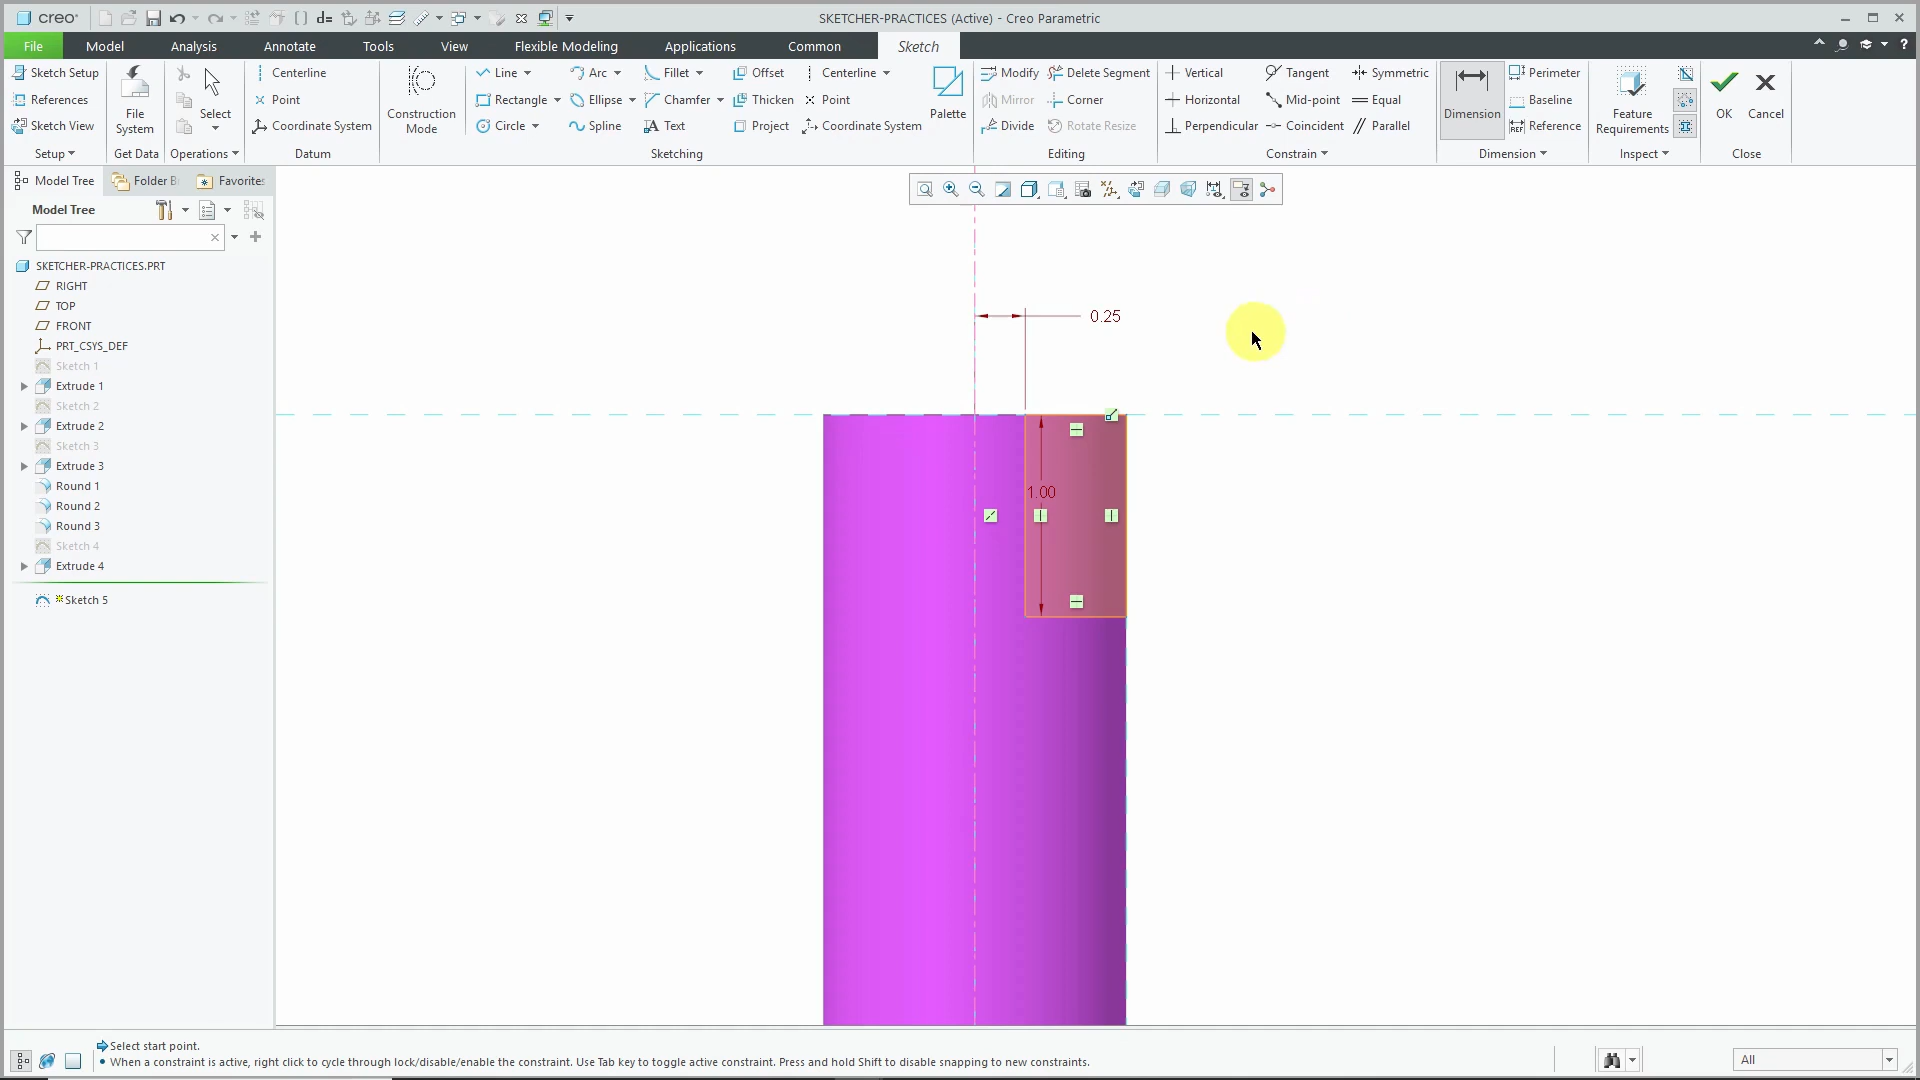 creo
SKETCHER-PRACTICES (Active) - Creo Parametric
File Model Analysis Annotate Tools View Flexible Modeling Applications Common Sketch
Sketch Setup
References
Sketch View
Setup
File System
Get Data
Select
Operations
Centerline
Point
Coordinate System
Datum
Construction Mode
Line Arc Fillet Offset Centerline
Rectangle Ellipse Chamfer Thicken Point
Circle Spline Text Project Coordinate System
Palette
Sketching
Modify Delete Segment
Mirror Corner
Divide Rotate Resize
Editing
Vertical Tangent Symmetric
Horizontal Mid-point Equal
Perpendicular Coincident Parallel
Constrain
Dimension
Perimeter
Baseline
Reference
Dimension
Feature Requirements
Inspect
OK Cancel
Close
Model Tree Folder B Favorites
Model Tree
SKETCHER-PRACTICES.PRT
RIGHT
TOP
FRONT
PRT_CSYS_DEF
Sketch 1
Extrude 1
Sketch 2
Extrude 2
Sketch 3
Extrude 3
Round 1
Round 2
Round 3
Sketch 4
Extrude 4
Sketch 5
0.25
1.00
Select start point.
When a constraint is active, right click to cycle through lock/disable/enable the constraint. Use Tab key to toggle active constraint. Press and hold Shift to disable snapping to new constraints.
All